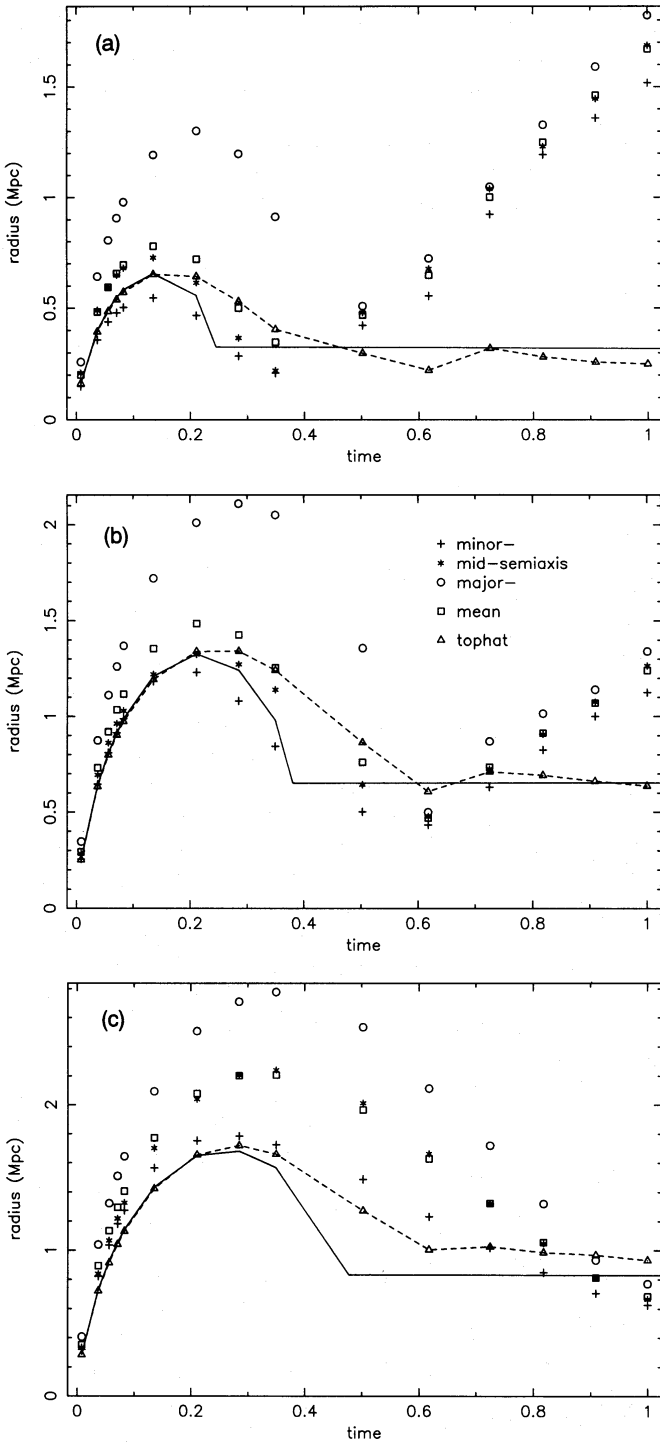 (a)
radius (Mpc)
0
0.5
1
1.5
0
0.2
0.4
0.6
0.8
1
time
(b)
radius (Mpc)
0
0.5
1
1.5
2
+ minor-
* mid-semiaxis
○ major-
□ mean
△ tophat
0
0.2
0.4
0.6
0.8
1
time
(c)
radius (Mpc)
0
1
2
0
0.2
0.4
0.6
0.8
1
time